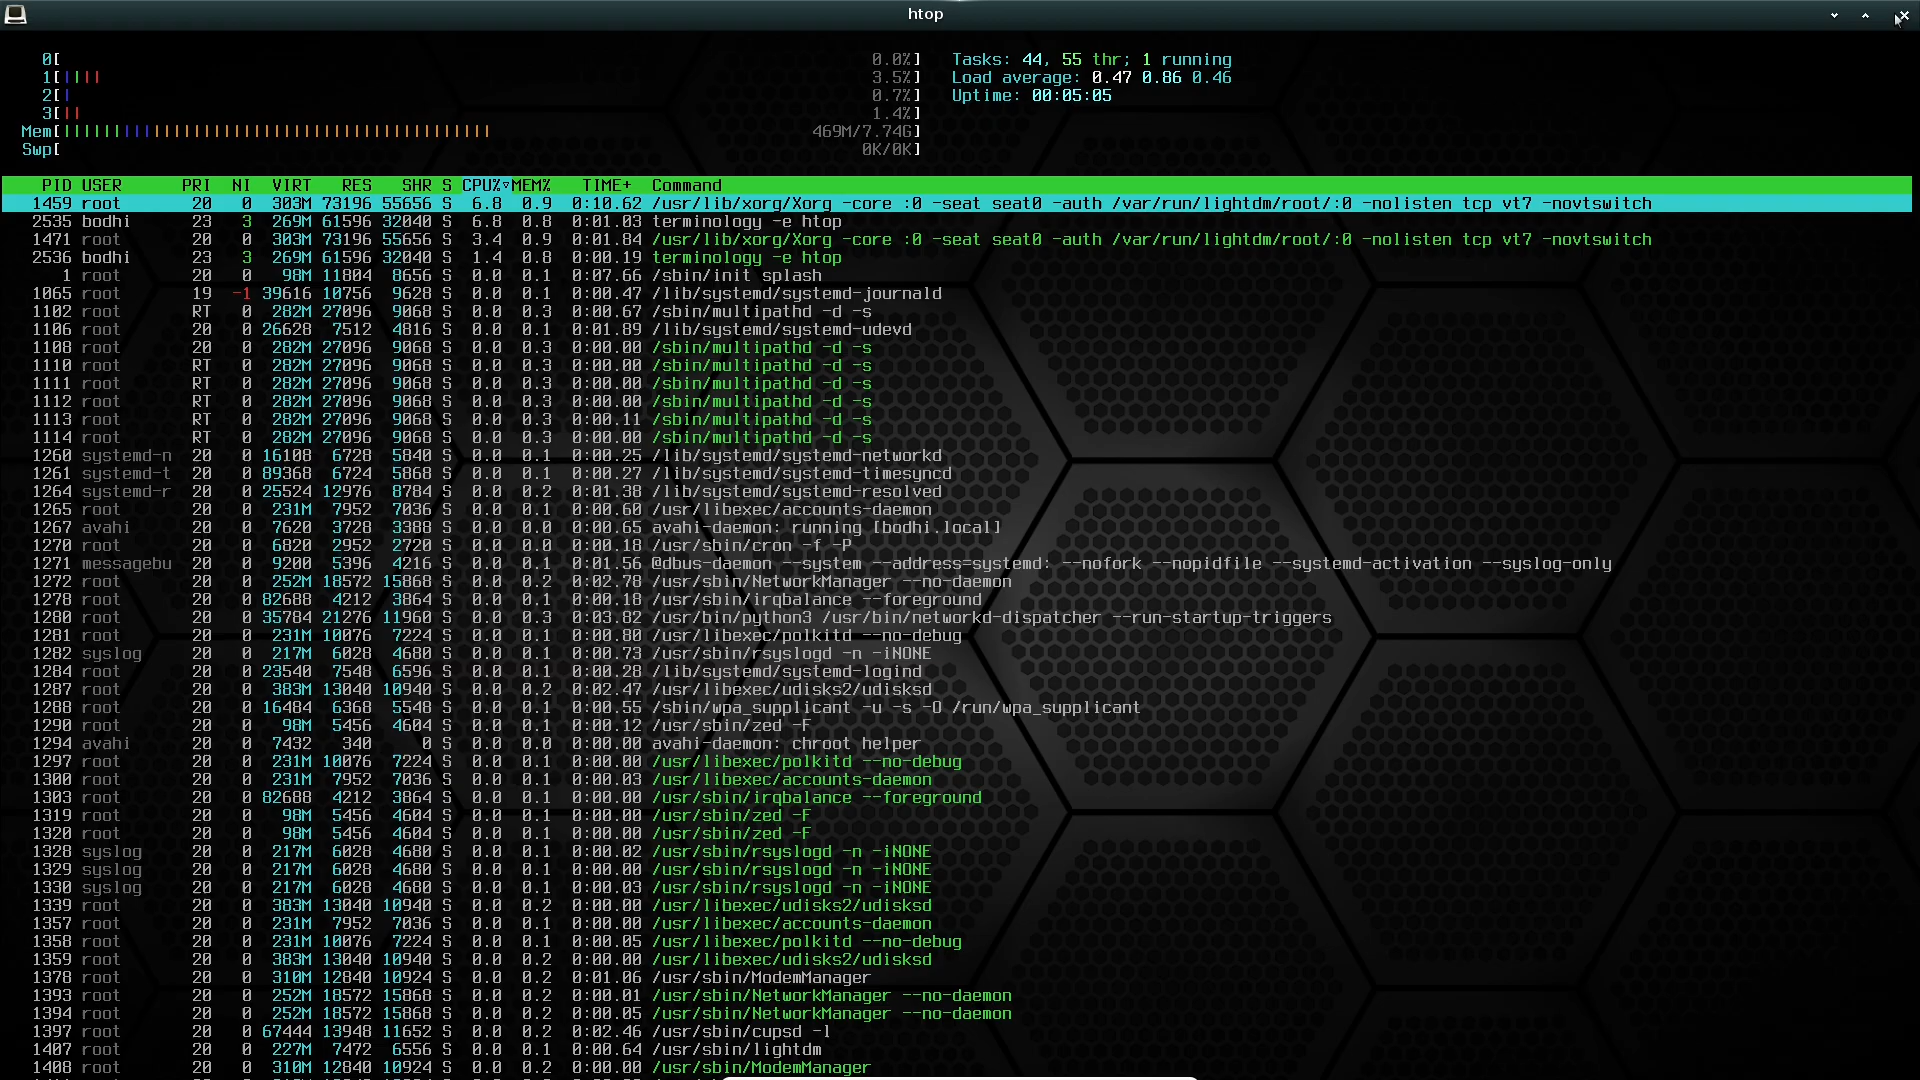 htop
0[ 0.0%] Tasks: 44, 55 thr; 1 running
1[|||| 3.5%] Load average: 0.47 0.86 0.46
2[| 0.7%] Uptime: 00:05:05
3[|| 1.4%]
Mem[||||||||||||||||||||||||||||||||||||||||||| 469M/7.74G]
Swp[ 0K/0K]
PID USER PRI NI VIRT RES SHR S CPU%▽MEM% TIME+ Command
1459 root 20 0 303M 73196 55656 S 6.8 0.9 0:10.62 /usr/lib/xorg/Xorg -core :0 -seat seat0 -auth /var/run/lightdm/root/:0 -nolisten tcp vt7 -novtswitch
2535 bodhi 23 3 269M 61596 32040 S 6.8 0.8 0:01.03 terminology -e htop
1471 root 20 0 303M 73196 55656 S 3.4 0.9 0:01.84 /usr/lib/xorg/Xorg -core :0 -seat seat0 -auth /var/run/lightdm/root/:0 -nolisten tcp vt7 -novtswitch
2536 bodhi 23 3 269M 61596 32040 S 1.4 0.8 0:00.19 terminology -e htop
1 root 20 0 98M 11804 8656 S 0.0 0.1 0:07.66 /sbin/init splash
1065 root 19 -1 39616 10756 9628 S 0.0 0.1 0:00.47 /lib/systemd/systemd-journald
1102 root RT 0 282M 27096 9068 S 0.0 0.3 0:00.67 /sbin/multipathd -d -s
1106 root 20 0 26628 7512 4816 S 0.0 0.1 0:01.89 /lib/systemd/systemd-udevd
1108 root 20 0 282M 27096 9068 S 0.0 0.3 0:00.00 /sbin/multipathd -d -s
1110 root RT 0 282M 27096 9068 S 0.0 0.3 0:00.00 /sbin/multipathd -d -s
1111 root RT 0 282M 27096 9068 S 0.0 0.3 0:00.00 /sbin/multipathd -d -s
1112 root RT 0 282M 27096 9068 S 0.0 0.3 0:00.00 /sbin/multipathd -d -s
1113 root RT 0 282M 27096 9068 S 0.0 0.3 0:00.11 /sbin/multipathd -d -s
1114 root RT 0 282M 27096 9068 S 0.0 0.3 0:00.00 /sbin/multipathd -d -s
1260 systemd-n 20 0 16108 6728 5840 S 0.0 0.1 0:00.25 /lib/systemd/systemd-networkd
1261 systemd-t 20 0 89368 6724 5868 S 0.0 0.1 0:00.27 /lib/systemd/systemd-timesyncd
1264 systemd-r 20 0 25524 12976 8784 S 0.0 0.2 0:01.38 /lib/systemd/systemd-resolved
1265 root 20 0 231M 7952 7036 S 0.0 0.1 0:00.60 /usr/libexec/accounts-daemon
1267 avahi 20 0 7620 3728 3388 S 0.0 0.0 0:00.65 avahi-daemon: running [bodhi.local]
1270 root 20 0 6820 2952 2720 S 0.0 0.0 0:00.18 /usr/sbin/cron -f -P
1271 messagebu 20 0 9200 5396 4216 S 0.0 0.1 0:01.56 @dbus-daemon --system --address=systemd: --nofork --nopidfile --systemd-activation --syslog-only
1272 root 20 0 252M 18572 15868 S 0.0 0.2 0:02.78 /usr/sbin/NetworkManager --no-daemon
1278 root 20 0 82688 4212 3864 S 0.0 0.1 0:00.18 /usr/sbin/irqbalance --foreground
1280 root 20 0 35784 21276 11960 S 0.0 0.3 0:03.82 /usr/bin/python3 /usr/bin/networkd-dispatcher --run-startup-triggers
1281 root 20 0 231M 10076 7224 S 0.0 0.1 0:00.80 /usr/libexec/polkitd --no-debug
1282 syslog 20 0 217M 6028 4680 S 0.0 0.1 0:00.73 /usr/sbin/rsyslogd -n -iNONE
1284 root 20 0 23540 7548 6596 S 0.0 0.1 0:00.28 /lib/systemd/systemd-logind
1287 root 20 0 383M 13040 10940 S 0.0 0.2 0:02.47 /usr/libexec/udisks2/udisksd
1288 root 20 0 16484 6368 5548 S 0.0 0.1 0:00.55 /sbin/wpa_supplicant -u -s -O /run/wpa_supplicant
1290 root 20 0 98M 5456 4604 S 0.0 0.1 0:00.12 /usr/sbin/zed -F
1294 avahi 20 0 7432 340 0 S 0.0 0.0 0:00.00 avahi-daemon: chroot helper
1297 root 20 0 231M 10076 7224 S 0.0 0.1 0:00.00 /usr/libexec/polkitd --no-debug
1300 root 20 0 231M 7952 7036 S 0.0 0.1 0:00.03 /usr/libexec/accounts-daemon
1303 root 20 0 82688 4212 3864 S 0.0 0.1 0:00.00 /usr/sbin/irqbalance --foreground
1319 root 20 0 98M 5456 4604 S 0.0 0.1 0:00.00 /usr/sbin/zed -F
1320 root 20 0 98M 5456 4604 S 0.0 0.1 0:00.00 /usr/sbin/zed -F
1328 syslog 20 0 217M 6028 4680 S 0.0 0.1 0:00.02 /usr/sbin/rsyslogd -n -iNONE
1329 syslog 20 0 217M 6028 4680 S 0.0 0.1 0:00.00 /usr/sbin/rsyslogd -n -iNONE
1330 syslog 20 0 217M 6028 4680 S 0.0 0.1 0:00.03 /usr/sbin/rsyslogd -n -iNONE
1339 root 20 0 383M 13040 10940 S 0.0 0.2 0:00.00 /usr/libexec/udisks2/udisksd
1357 root 20 0 231M 7952 7036 S 0.0 0.1 0:00.00 /usr/libexec/accounts-daemon
1358 root 20 0 231M 10076 7224 S 0.0 0.1 0:00.05 /usr/libexec/polkitd --no-debug
1359 root 20 0 383M 13040 10940 S 0.0 0.2 0:00.00 /usr/libexec/udisks2/udisksd
1378 root 20 0 310M 12840 10924 S 0.0 0.2 0:01.06 /usr/sbin/ModemManager
1393 root 20 0 252M 18572 15868 S 0.0 0.2 0:00.01 /usr/sbin/NetworkManager --no-daemon
1394 root 20 0 252M 18572 15868 S 0.0 0.2 0:00.05 /usr/sbin/NetworkManager --no-daemon
1397 root 20 0 67444 13948 11652 S 0.0 0.2 0:02.46 /usr/sbin/cupsd -l
1407 root 20 0 227M 7472 6556 S 0.0 0.1 0:00.64 /usr/sbin/lightdm
1408 root 20 0 310M 12840 10924 S 0.0 0.2 0:00.00 /usr/sbin/ModemManager